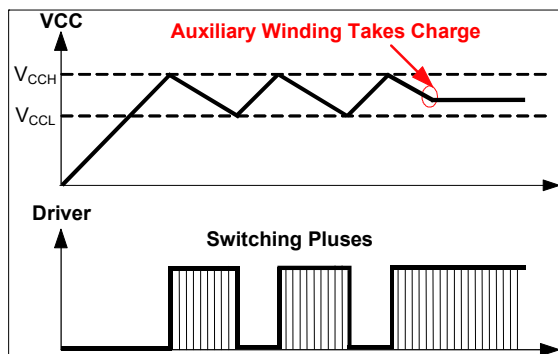 VCC
Auxiliary Winding Takes Charge
VCCH
VCCL
Driver
Switching Pluses